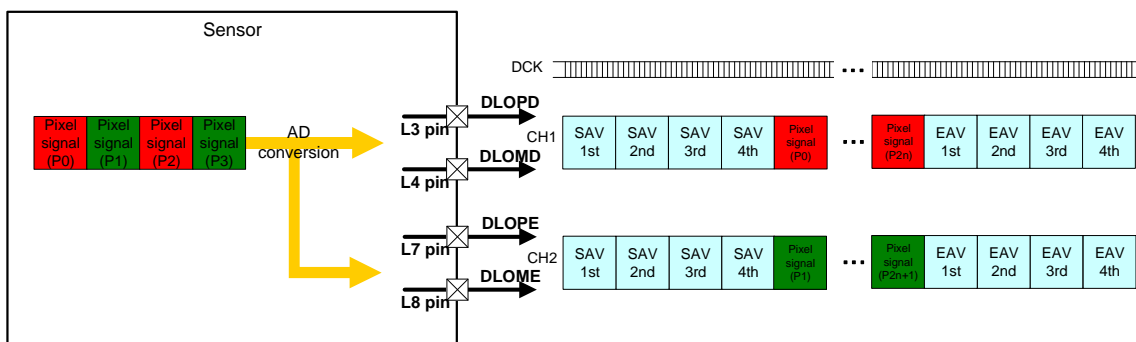 Sensor
DCK
...
Pixel signal (P0)
Pixel signal (P1)
Pixel signal (P2)
Pixel signal (P3)
AD conversion
L3 pin
DLOPD
L4 pin
DLOMD
CH1
SAV 1st
SAV 2nd
SAV 3rd
SAV 4th
Pixel signal (P0)
...
Pixel signal (P2n)
EAV 1st
EAV 2nd
EAV 3rd
EAV 4th
L7 pin
DLOPE
L8 pin
DLOME
CH2
SAV 1st
SAV 2nd
SAV 3rd
SAV 4th
Pixel signal (P1)
...
Pixel signal (P2n+1)
EAV 1st
EAV 2nd
EAV 3rd
EAV 4th